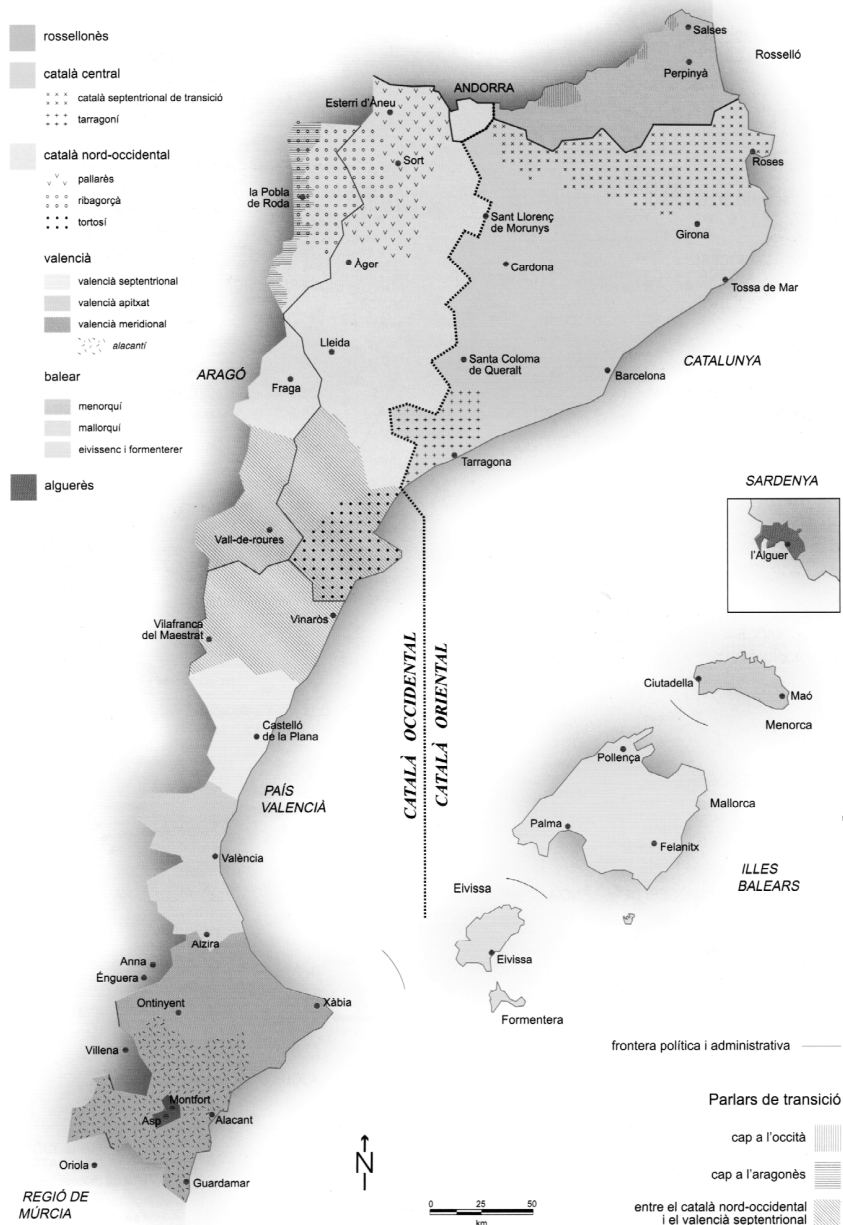 rossellonès
català central
català septentrional de transició
tarragoní
català nord-occidental
pallarès
ribagorçà
tortosí
valencià
valencià septentrional
valencià apitxat
valencià meridional
alacantí
balear
menorquí
mallorquí
eivissenc i formenterer
alguerès
Salses
Rosselló
Perpinyà
ANDORRA
Esterri d'Àneu
Sort
Roses
la Pobla
de Roda
Sant Llorenç
de Morunys
Girona
Àgor
Cardona
Tossa de Mar
Lleida
Santa Coloma
de Queralt
CATALUNYA
ARAGÓ
Fraga
Barcelona
Tarragona
SARDENYA
l'Alguer
Vall-de-roures
Vinaròs
Vilafranca
del Maestrat
CATALÀ OCCIDENTAL
CATALÀ ORIENTAL
Ciutadella
Maó
Menorca
Castelló
de la Plana
Pollença
PAÍS
VALENCIÀ
Mallorca
Palma
Felanitx
València
ILLES
BALEARS
Eivissa
Alzira
Eivissa
Anna
Énguera
Ontinyent
Xàbia
Formentera
Villena
frontera política i administrativa
Montfort
Asp
Alacant
Parlars de transició
cap a l'occità
N
Oriola
cap a l'aragonès
Guardamar
REGIÓ DE
MÚRCIA
0 25 50
km
entre el català nord-occidental
i el valencià septentrional